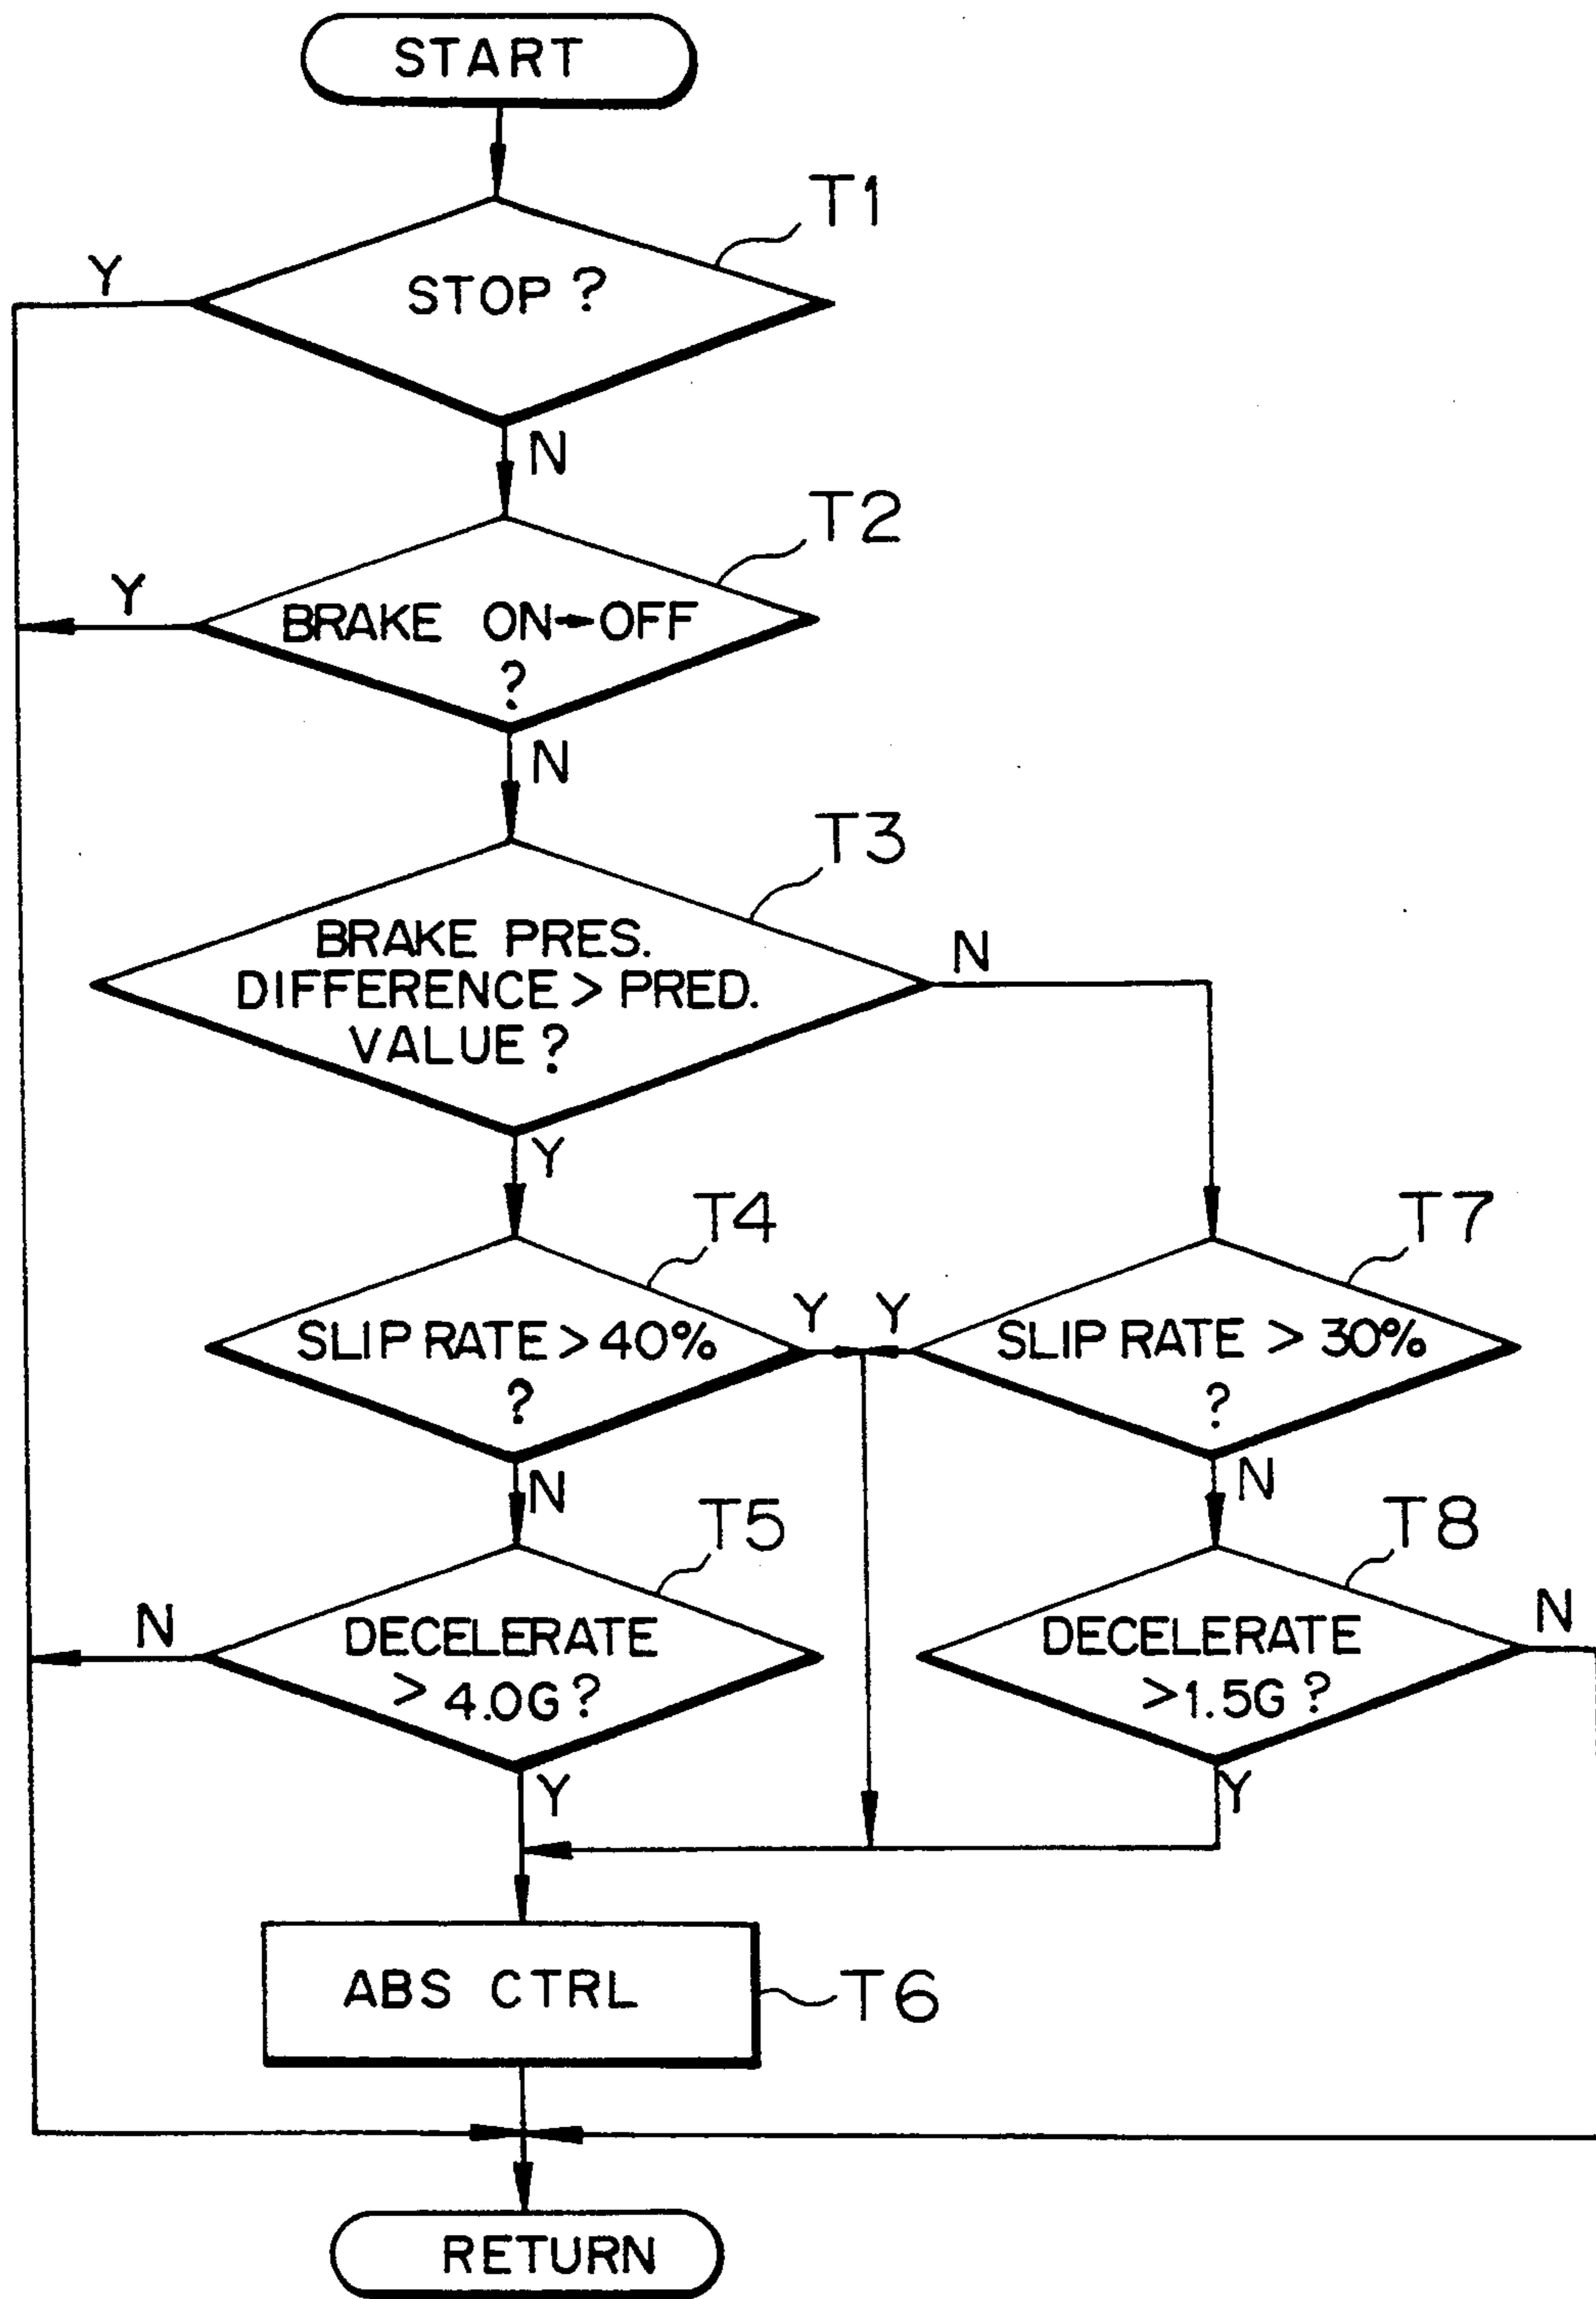 START
T1
Y
STOP ?
N
T2
Y
BRAKE ON→OFF
?
N
T3
BRAKE PRES.
DIFFERENCE > PRED.
VALUE ?
N
Y
T4
T7
SLIP RATE > 40%
?
Y
Y
SLIP RATE > 30%
?
N
N
T5
T8
N
DECELERATE
> 4.0G ?
DECELERATE
>1.5G ?
N
Y
Y
ABS CTRL
T6
RETURN